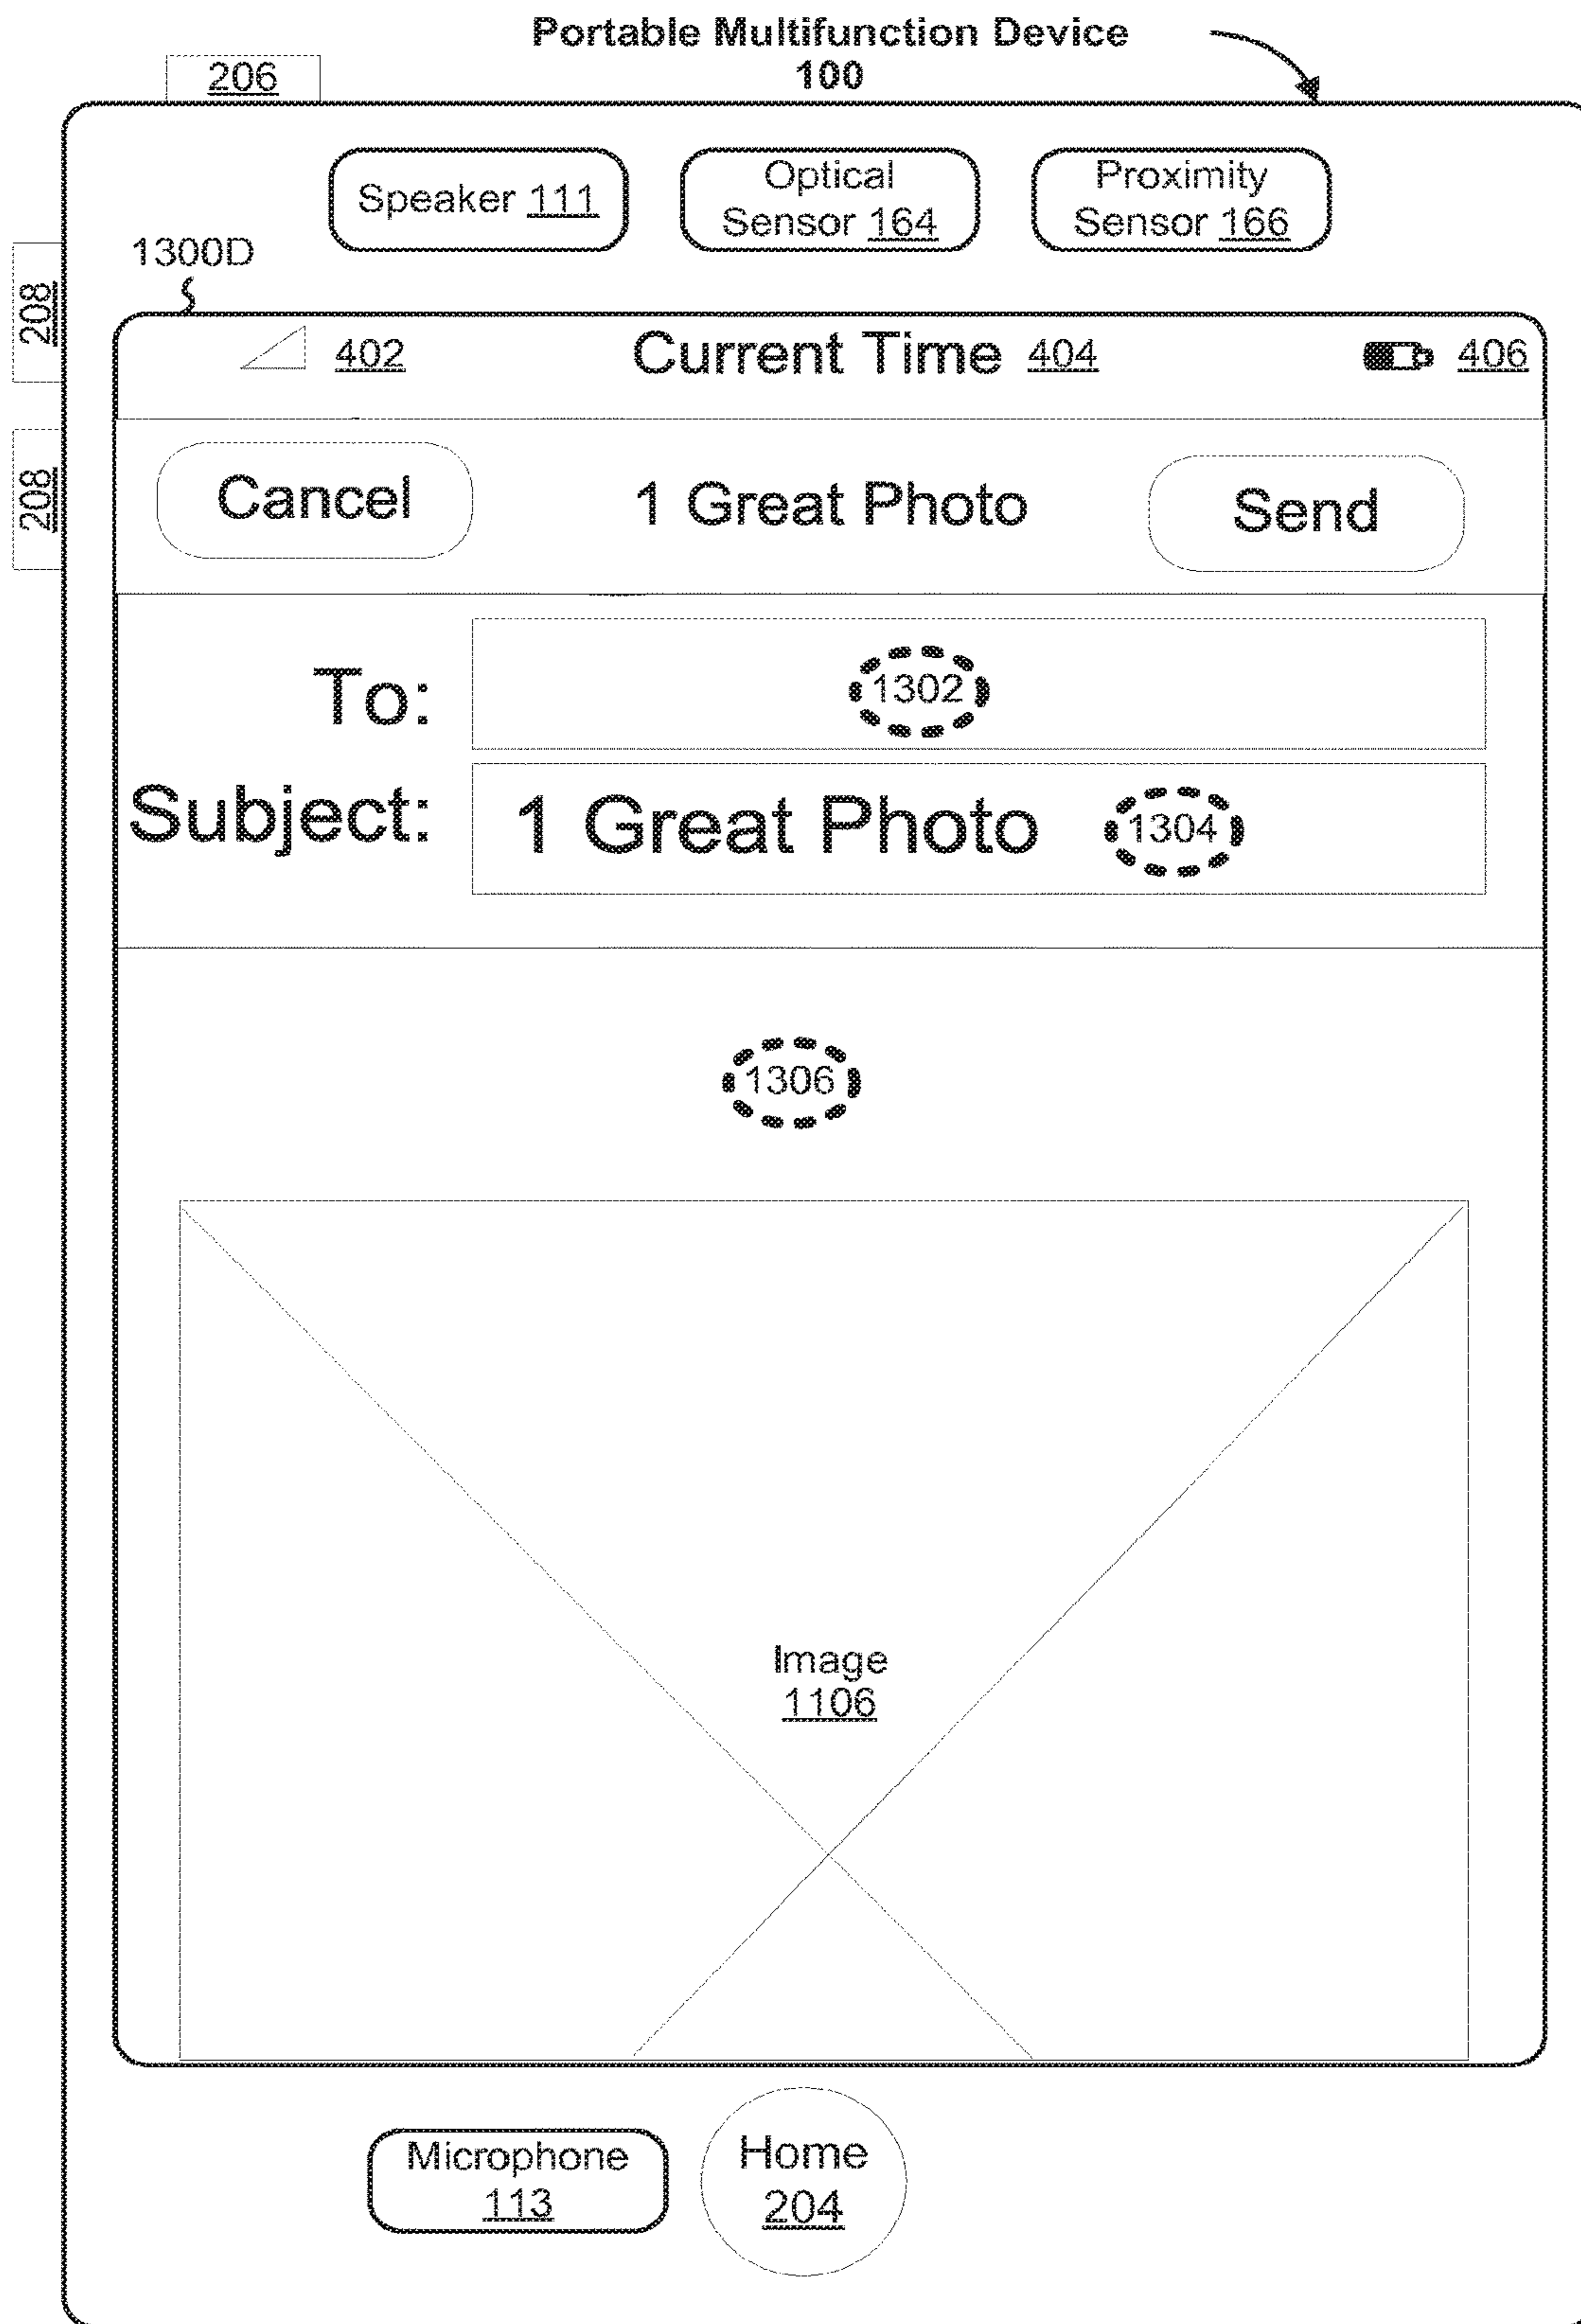 Portable Multifunction Device
100
206
Speaker 111
Optical
Sensor 164
Proximity
Sensor 166
1300D
208
208
402
Current Time 404
406
Cancel
1 Great Photo
Send
To:
1302
Subject:
1 Great Photo
1304
1306
Image
1106
Microphone
113
Home
204